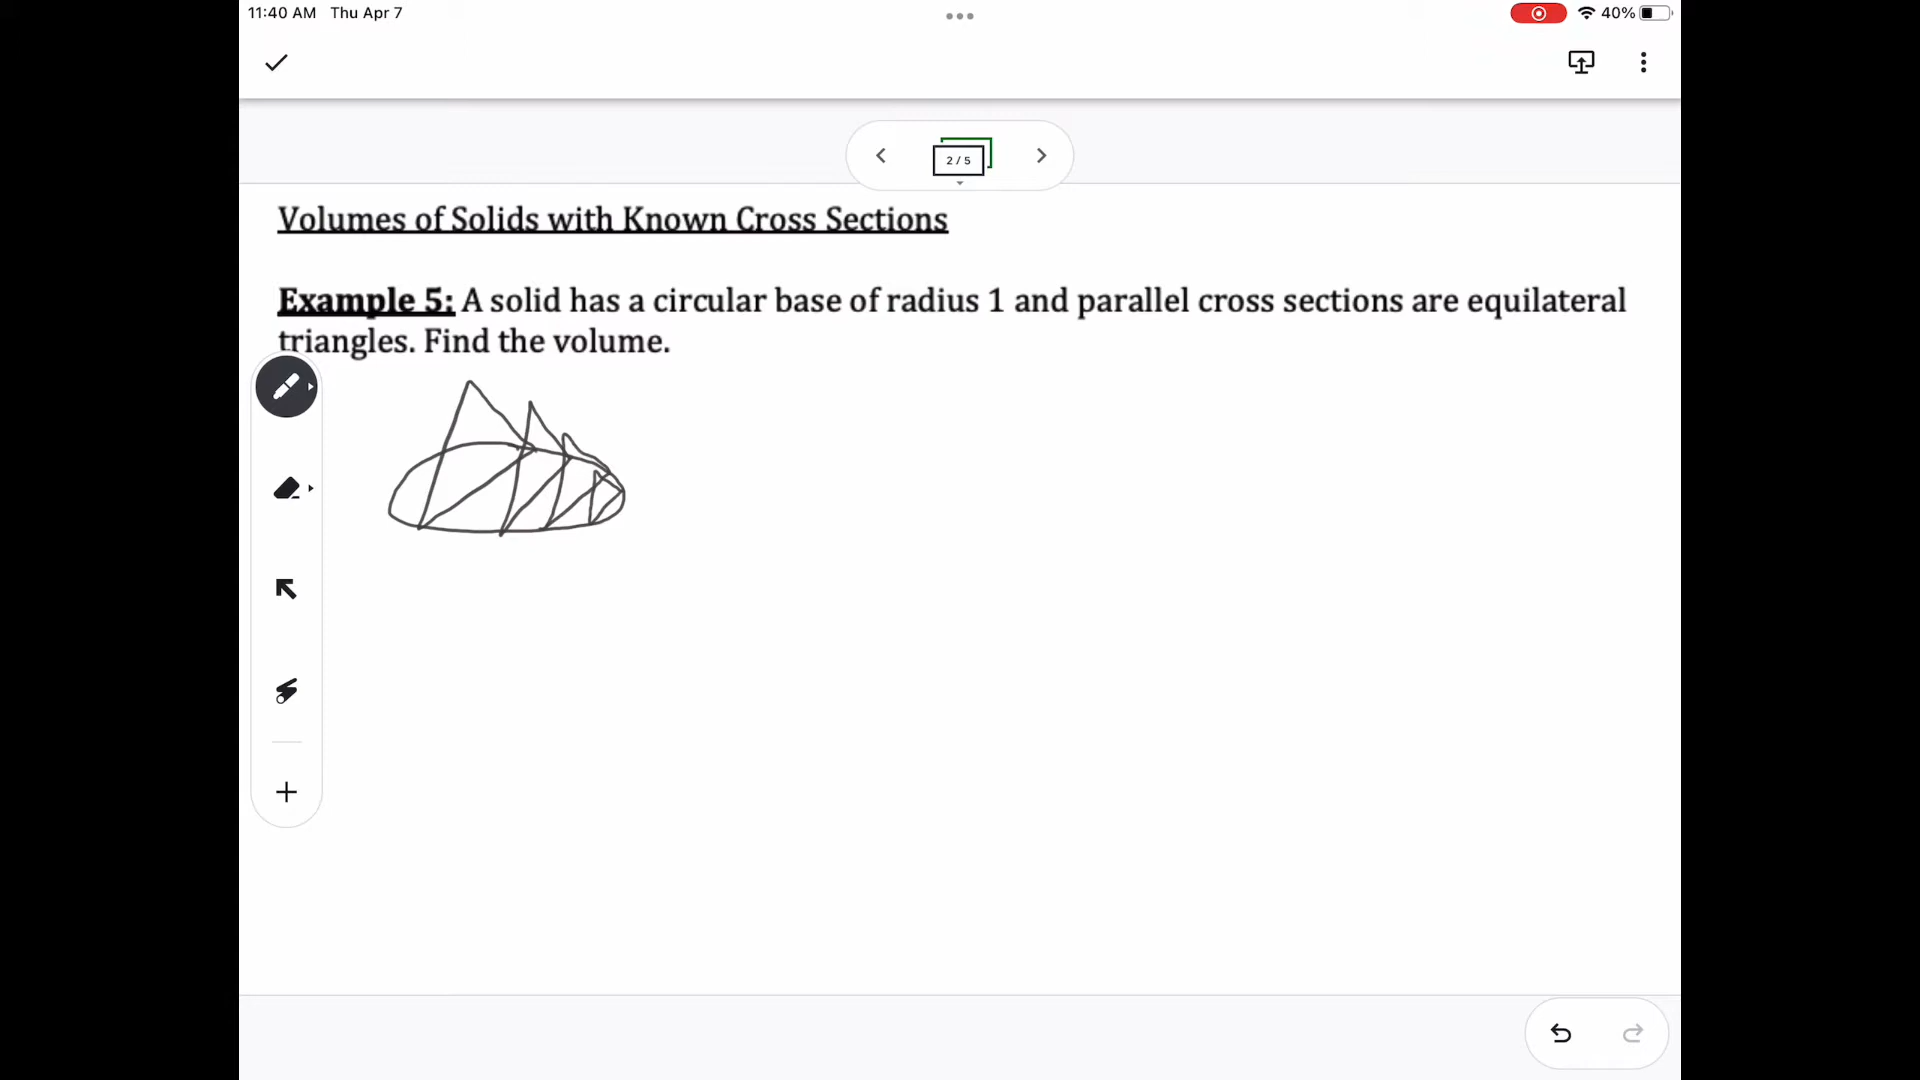 11:40 AM Thu Apr 7
40%
2 / 5
Volumes of Solids with Known Cross Sections
Example 5: A solid has a circular base of radius 1 and parallel cross sections are equilateral
triangles. Find the volume.